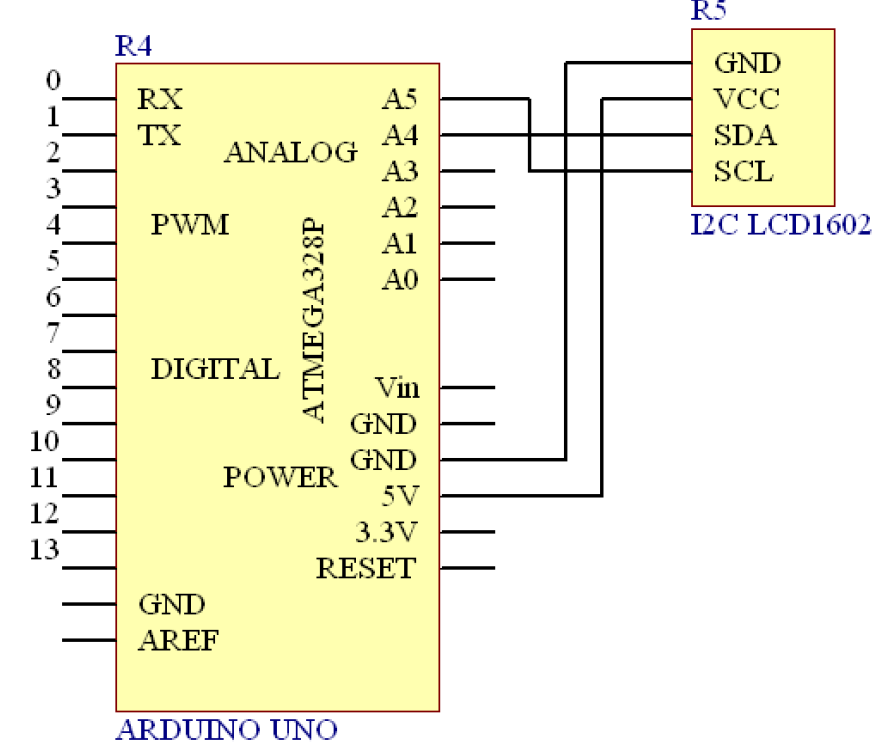 R4
0
1
2
3
4
5
6
7
8
9
10
11
12
13
RX
TX
GND
AREF
ANALOG
PWM
DIGITAL
POWER
ATMEGA328P
A5
A4
A3
A2
A1
A0
Vin
GND
GND
5V
3.3V
RESET
ARDUINO UNO
R5
GND
VCC
SDA
SCL
I2C LCD1602